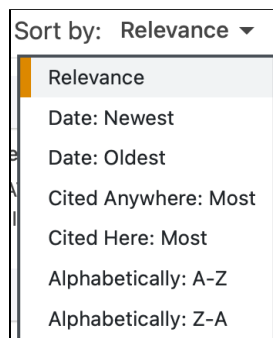 Sort by: Relevance
Relevance
Date: Newest
Date: Oldest
Cited Anywhere: Most
Cited Here: Most
Alphabetically: A-Z
Alphabetically: Z-A